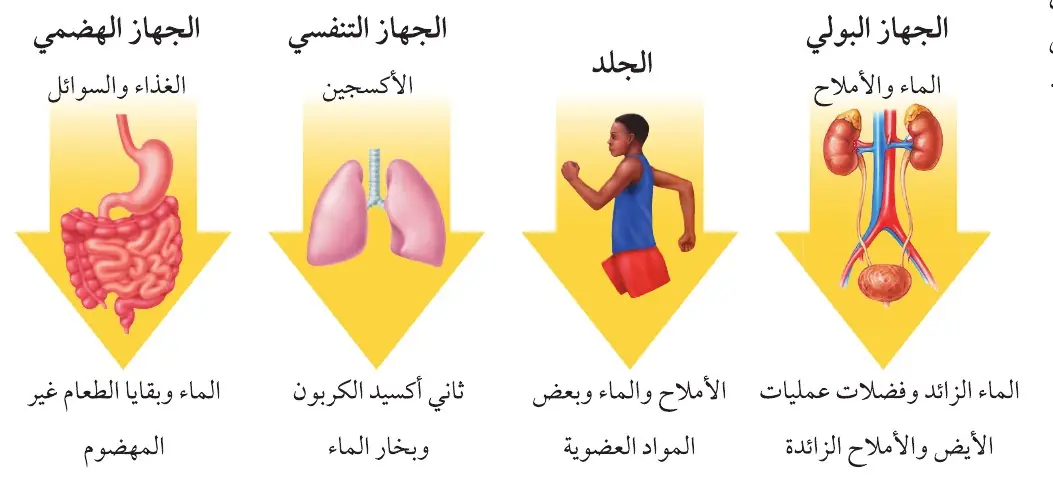 الجهاز البولي
الماء والأملاح
الماء الزائد وفضلات عمليات
الأيض والأملاح الزائدة
الجلد
الأملاح والماء وبعض
المواد العضوية
الجهاز التنفسي
الأكسجين
ثاني أكسيد الكربون
وبخار الماء
الجهاز الهضمي
الغذاء والسوائل
الماء وبقايا الطعام غير
المهضوم